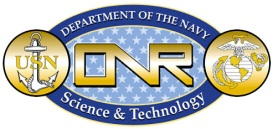 DEPARTMENT OF THE NAVY
USN
ONR
Science & Technology